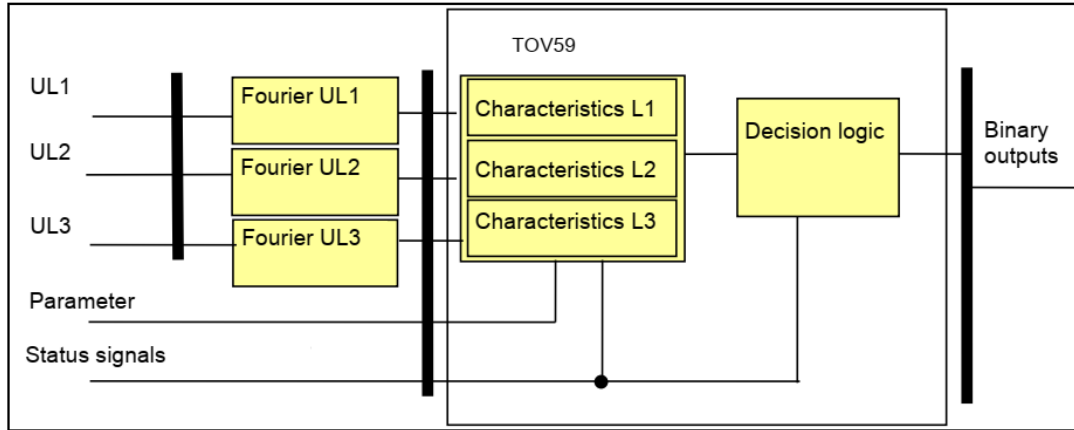 TOV59
UL1
Fourier UL1
Characteristics L1
Decision logic
Binary
outputs
UL2
Fourier UL2
Characteristics L2
UL3
Fourier UL3
Characteristics L3
Parameter
Status signals